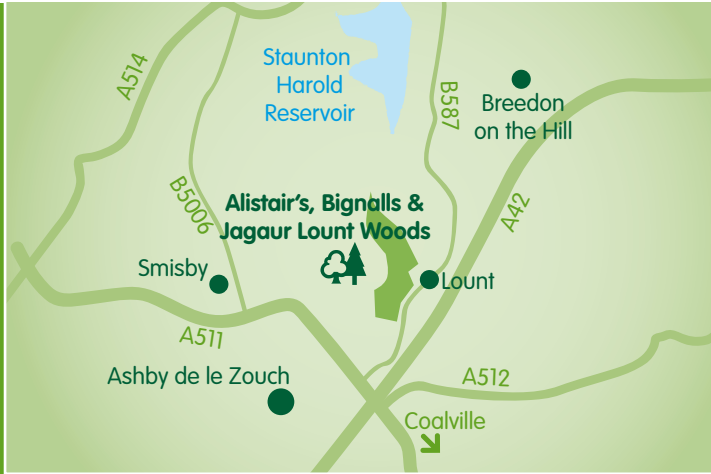 A514
Staunton
Harold
Reservoir
B587
Breedon
on the Hill
B5006
Alistair's, Bignalls &
Jagaur Lount Woods
A42
Smisby
Lount
A511
Ashby de le Zouch
A512
Coalville